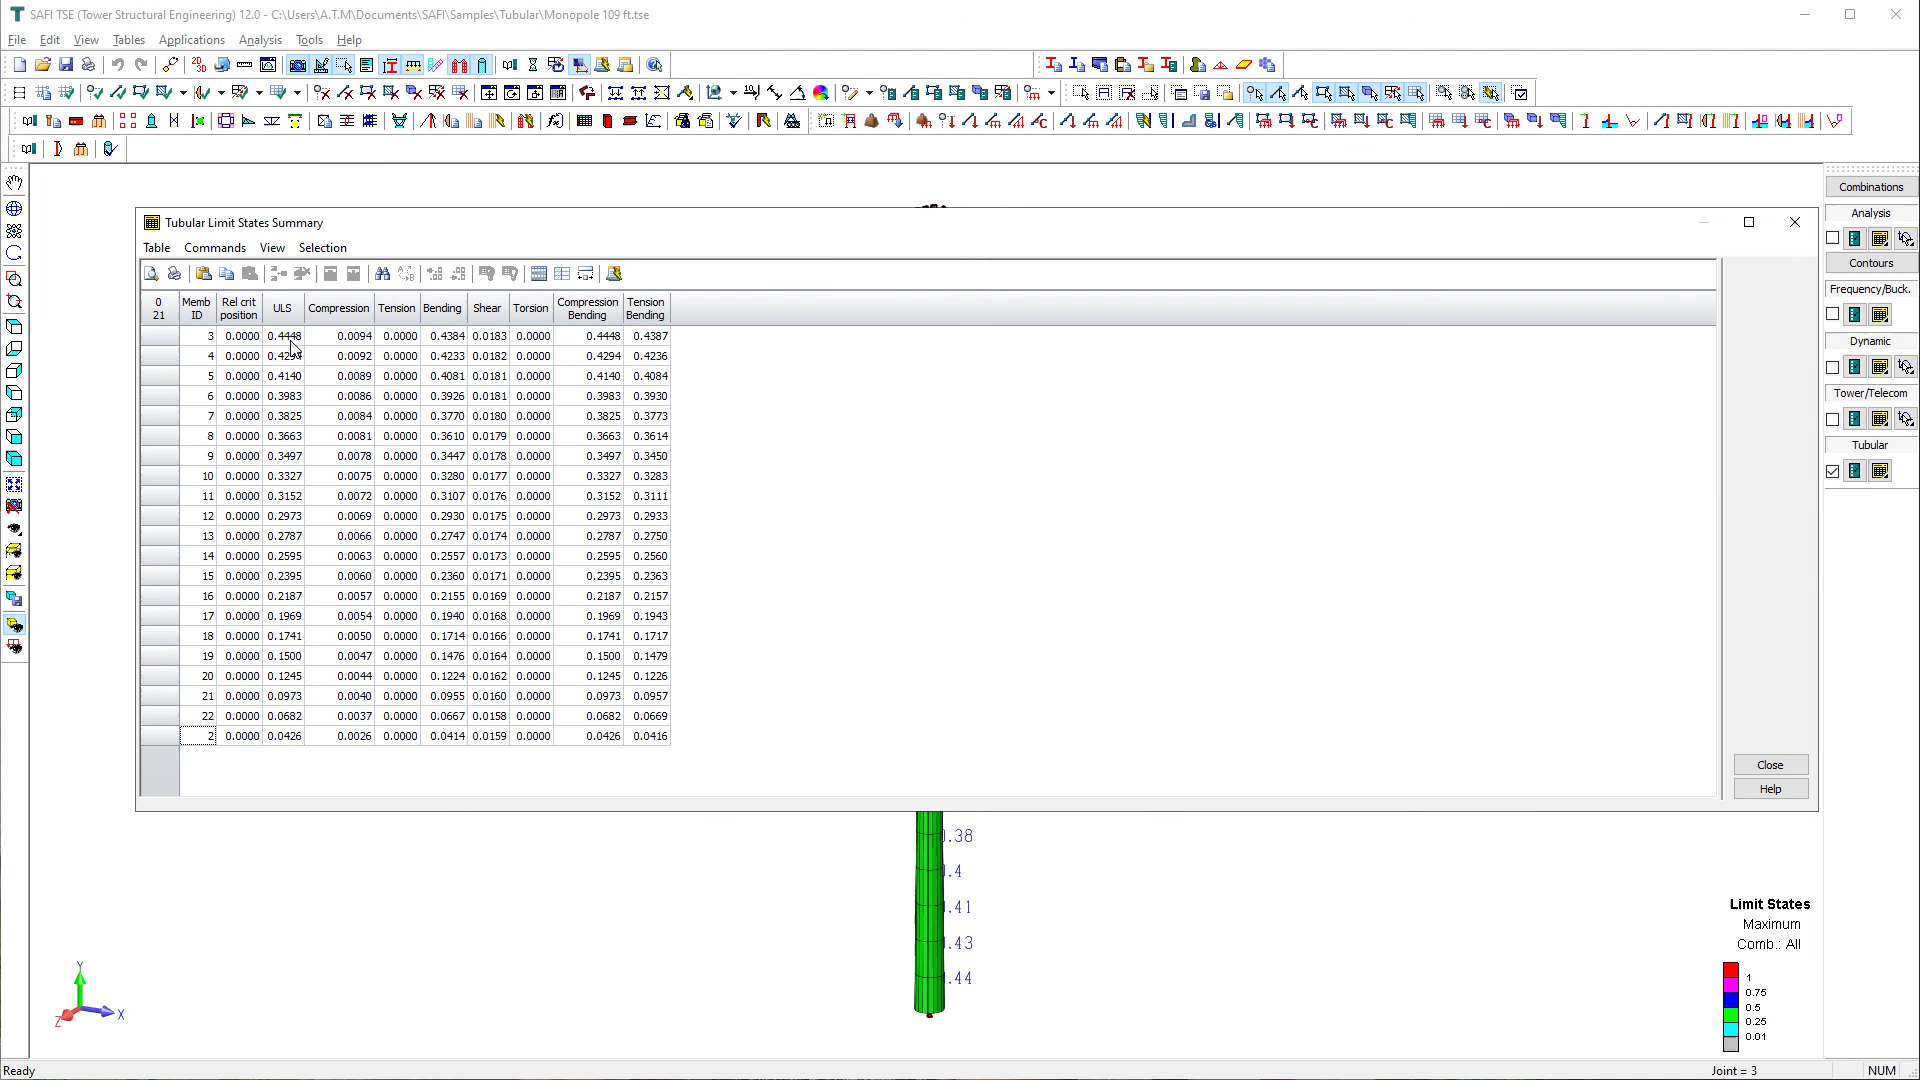 SAFI TSE (Tower Structural Engineering) 12.0 - C:\Users\A.T.M\Documents\SAFI\Samples\Tubular\Monopole 109 ft.tse
File Edit View Tables Applications Analysis Tools Help
Combinations
Analysis
Contours
Frequency/Buck.
Dynamic
Tower/Telecom
Tubular
Tubular Limit States Summary
Table Commands View Selection
0 Memb Rel crit ULS Compression Tension Bending Shear Torsion Compression Tension
21 ID position Bending Bending
3 0.0000 0.4448 0.0094 0.0000 0.4384 0.0183 0.0000 0.4448 0.4387
4 0.0000 0.4294 0.0092 0.0000 0.4233 0.0182 0.0000 0.4294 0.4236
5 0.0000 0.4140 0.0089 0.0000 0.4081 0.0181 0.0000 0.4140 0.4084
6 0.0000 0.3983 0.0086 0.0000 0.3926 0.0181 0.0000 0.3983 0.3930
7 0.0000 0.3825 0.0084 0.0000 0.3770 0.0180 0.0000 0.3825 0.3773
8 0.0000 0.3663 0.0081 0.0000 0.3610 0.0179 0.0000 0.3663 0.3614
9 0.0000 0.3497 0.0078 0.0000 0.3447 0.0178 0.0000 0.3497 0.3450
10 0.0000 0.3327 0.0075 0.0000 0.3280 0.0177 0.0000 0.3327 0.3283
11 0.0000 0.3152 0.0072 0.0000 0.3107 0.0176 0.0000 0.3152 0.3111
12 0.0000 0.2973 0.0069 0.0000 0.2930 0.0175 0.0000 0.2973 0.2933
13 0.0000 0.2787 0.0066 0.0000 0.2747 0.0174 0.0000 0.2787 0.2750
14 0.0000 0.2595 0.0063 0.0000 0.2557 0.0173 0.0000 0.2595 0.2560
15 0.0000 0.2395 0.0060 0.0000 0.2360 0.0171 0.0000 0.2395 0.2363
16 0.0000 0.2187 0.0057 0.0000 0.2155 0.0169 0.0000 0.2187 0.2157
17 0.0000 0.1969 0.0054 0.0000 0.1940 0.0168 0.0000 0.1969 0.1943
18 0.0000 0.1741 0.0050 0.0000 0.1714 0.0166 0.0000 0.1741 0.1717
19 0.0000 0.1500 0.0047 0.0000 0.1476 0.0164 0.0000 0.1500 0.1479
20 0.0000 0.1245 0.0044 0.0000 0.1224 0.0162 0.0000 0.1245 0.1226
21 0.0000 0.0973 0.0040 0.0000 0.0955 0.0160 0.0000 0.0973 0.0957
22 0.0000 0.0682 0.0037 0.0000 0.0667 0.0158 0.0000 0.0682 0.0669
2 0.0000 0.0426 0.0026 0.0000 0.0414 0.0159 0.0000 0.0426 0.0416
Close
Help
.38
.4
.41
.43
.44
Limit States
Maximum
Comb.: All
1
0.75
0.5
0.25
0.01
Y
X
Z
Ready Joint = 3 NUM